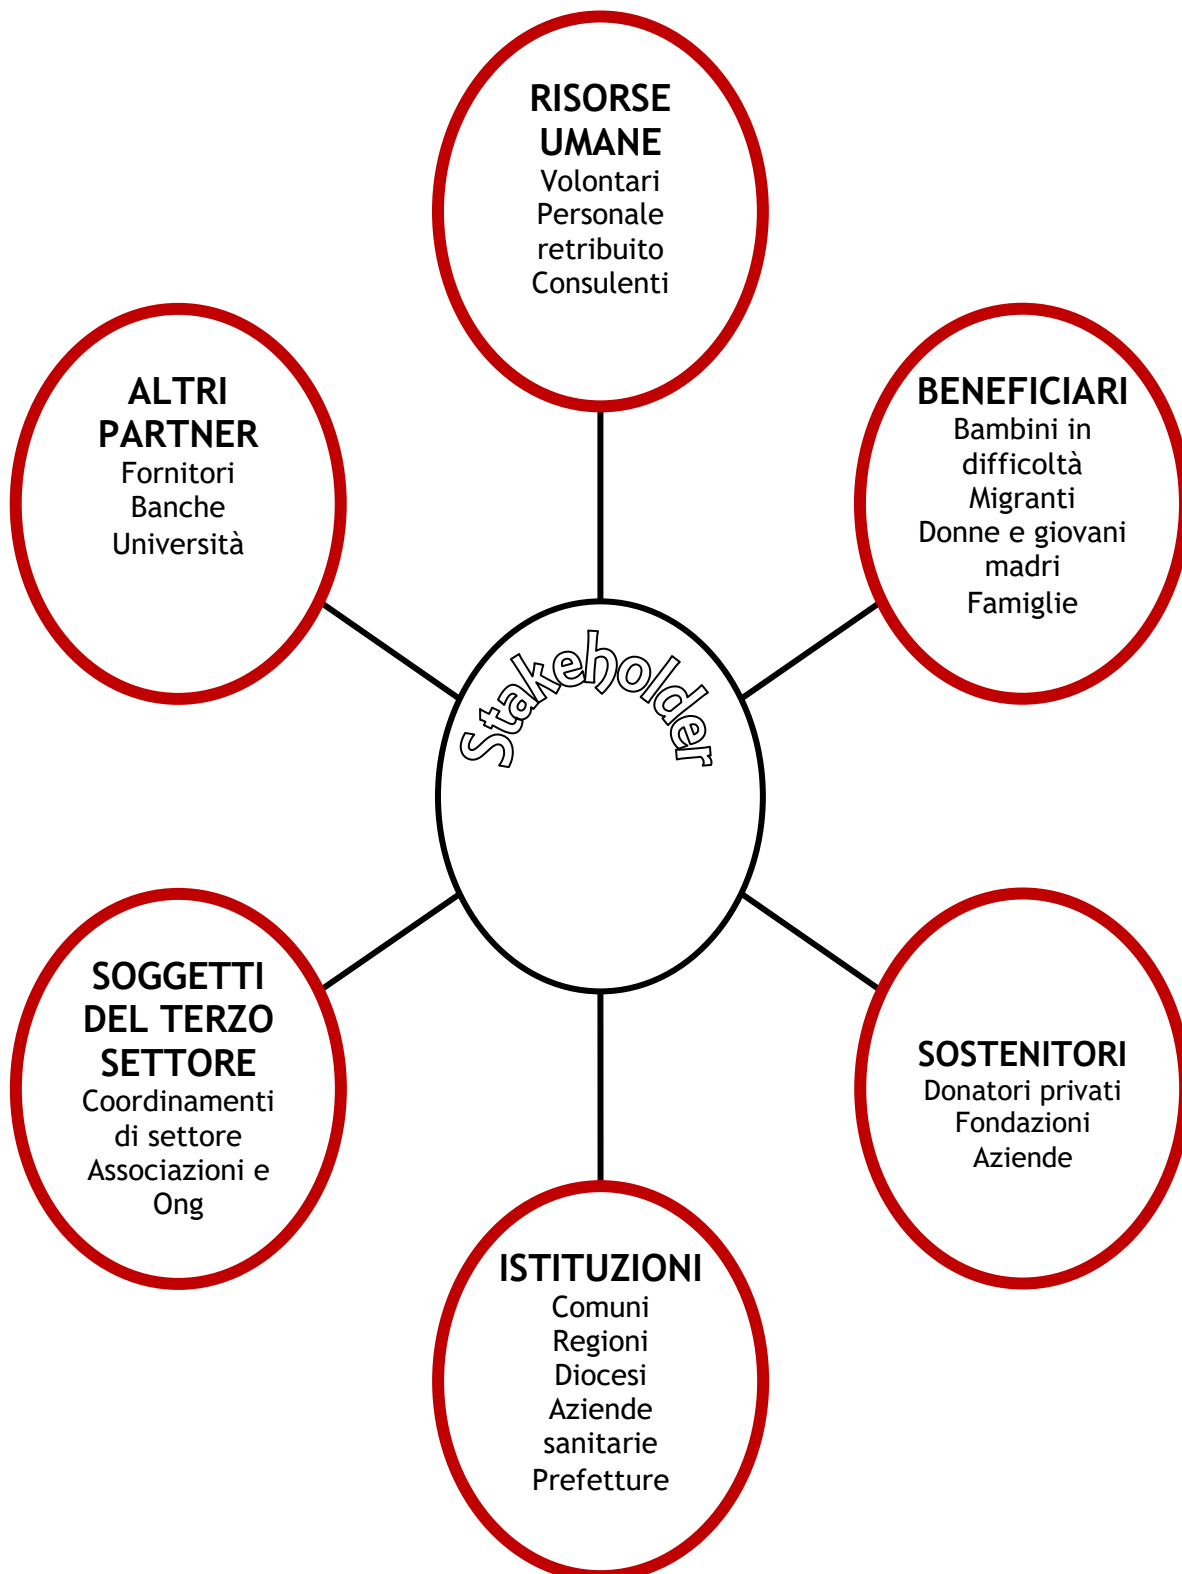 RISORSE
UMANE
Volontari
Personale
retribuito
Consulenti
ALTRI
PARTNER
Fornitori
Banche
Università
BENEFICIARI
Bambini in
difficoltà
Migranti
Donne e giovani
madri
Famiglie
Stakeholder
SOGGETTI
DEL TERZO
SETTORE
Coordinamenti
di settore
Associazioni e
Ong
SOSTENITORI
Donatori privati
Fondazioni
Aziende
ISTITUZIONI
Comuni
Regioni
Diocesi
Aziende
sanitarie
Prefetture